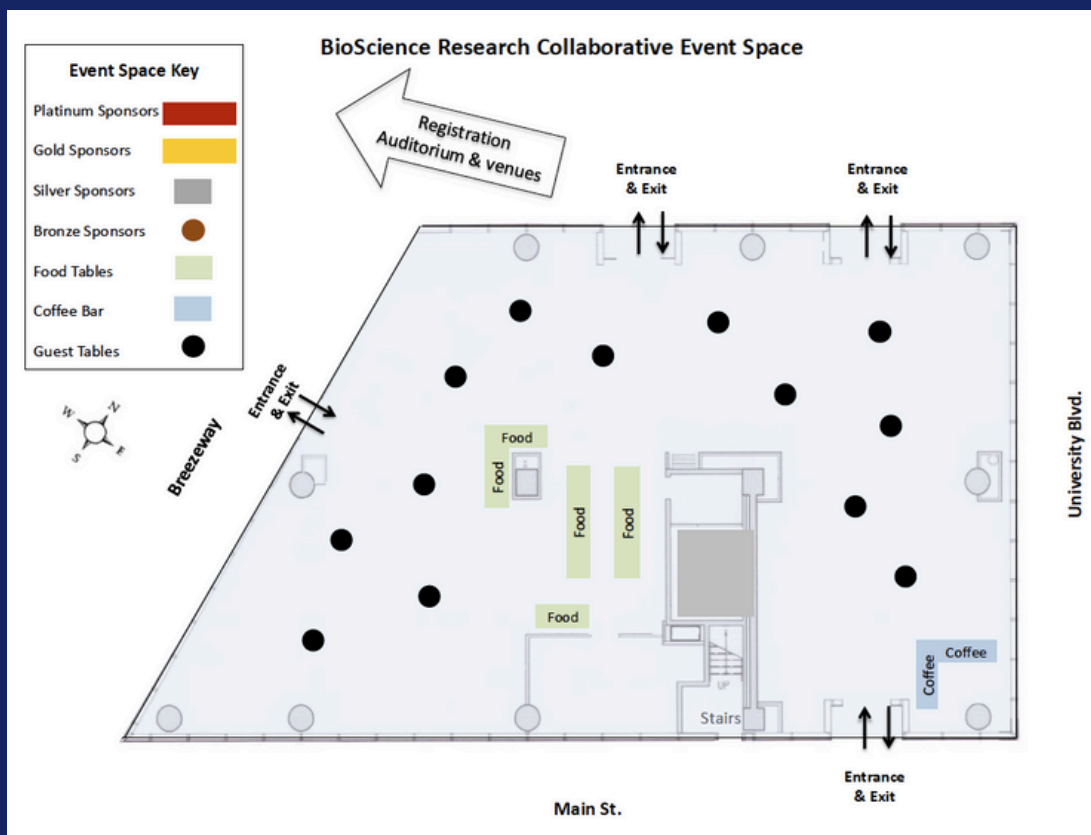 BioScience Research Collaborative Event Space
Event Space Key
Platinum Sponsors
Gold Sponsors
Silver Sponsors
Bronze Sponsors
Food Tables
Coffee Bar
Guest Tables
Registration
Auditorium & venues
Entrance
& Exit
Entrance
& Exit
W
N
S
E
Entrance
& Exit
Breezeway
University Blvd.
Food
Food
Food
Food
Food
Coffee
Coffee
UP
Stairs
Entrance
& Exit
Main St.